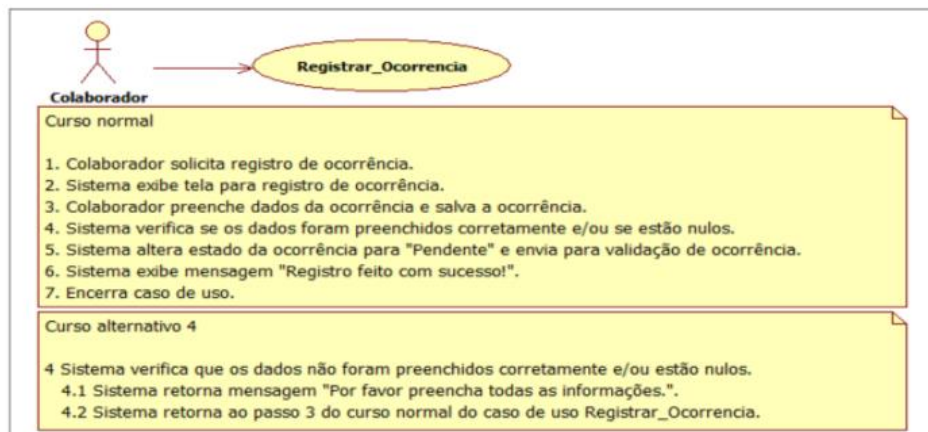 Registrar_Ocorrencia
Colaborador
Curso normal
1. Colaborador solicita registro de ocorrência.
2. Sistema exibe tela para registro de ocorrência.
3. Colaborador preenche dados da ocorrência e salva a ocorrência.
4. Sistema verifica se os dados foram preenchidos corretamente e/ou se estão nulos.
5. Sistema altera estado da ocorrência para "Pendente" e envia para validação de ocorrência.
6. Sistema exibe mensagem "Registro feito com sucesso!".
7. Encerra caso de uso.
Curso alternativo 4
4 Sistema verifica que os dados não foram preenchidos corretamente e/ou estão nulos.
4.1 Sistema retorna mensagem "Por favor preencha todas as informações.".
4.2 Sistema retorna ao passo 3 do curso normal do caso de uso Registrar_Ocorrencia.